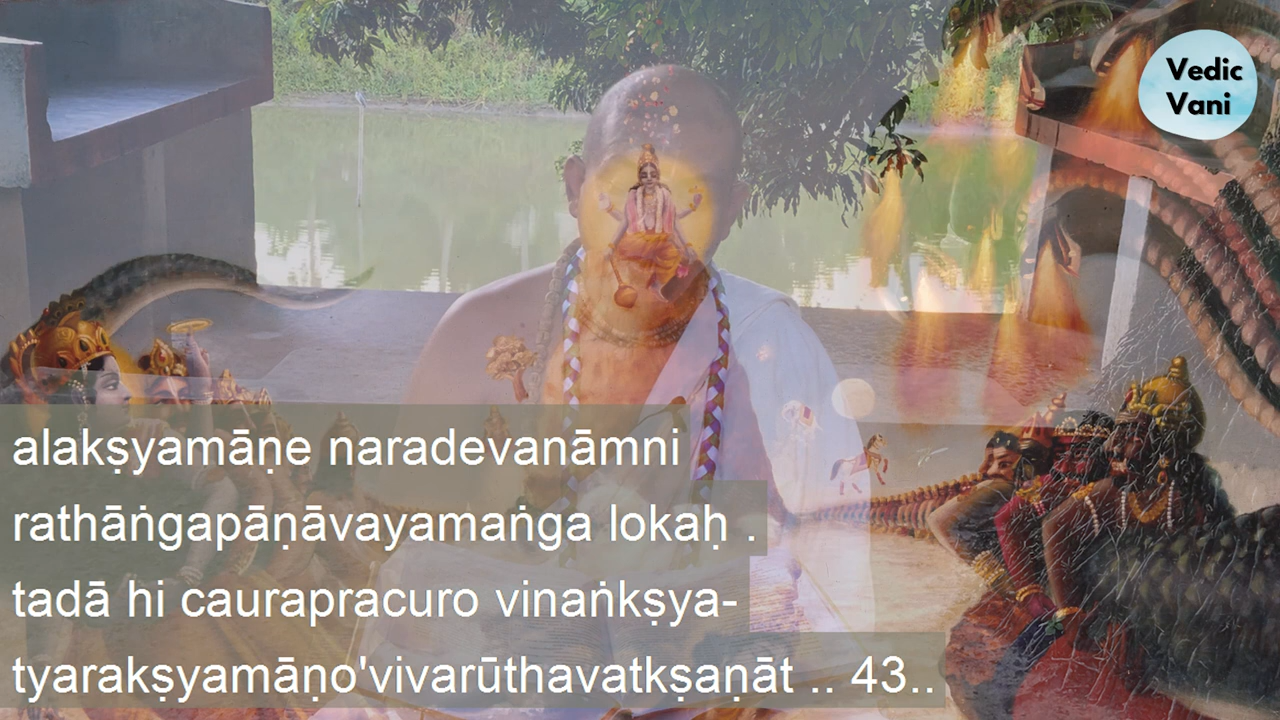 Vedic
Vani
alakṣyamāṇe naradevanāmni
rathāṅgapāṇāvayamaṅga lokaḥ .
tadā hi caurapracuro vinaṅkṣya-
tyarakṣyamāṇo'vivarūthavatkṣaṇāt .. 43..